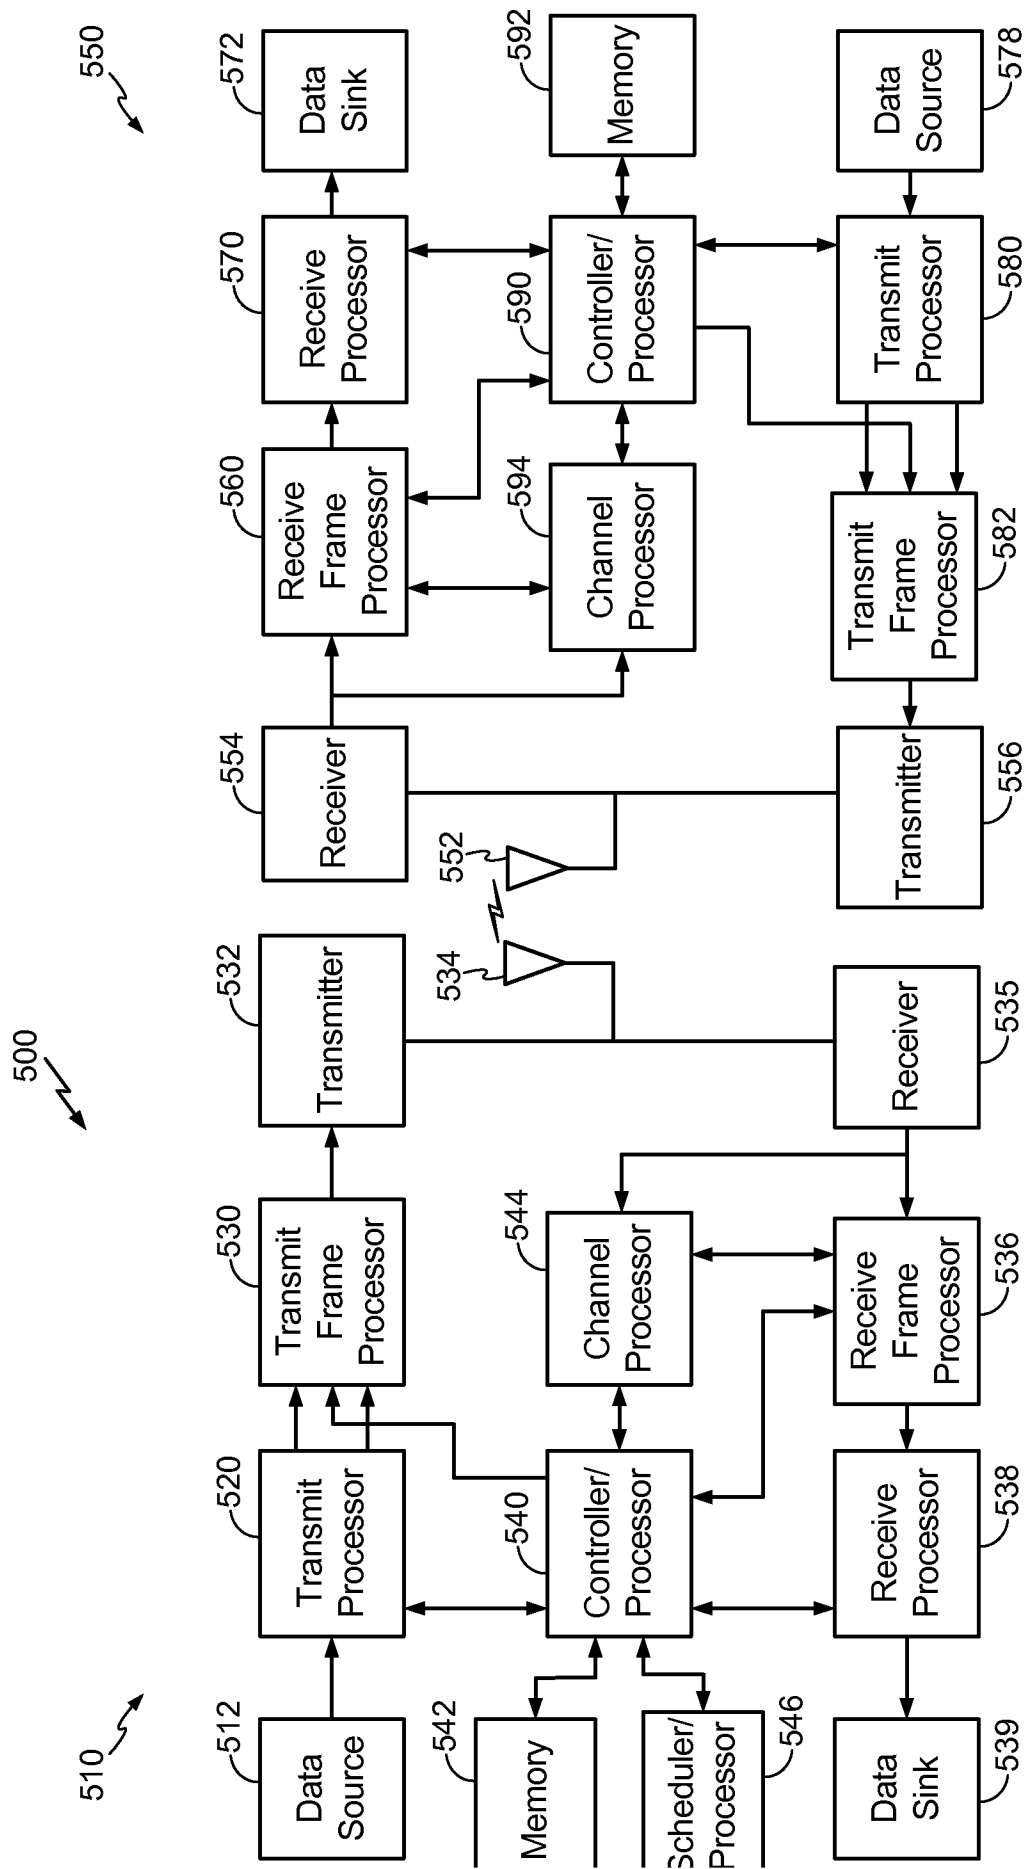 500
510
550
512
Data
Source
520
Transmit
Processor
530
Transmit
Frame
Processor
532
Transmitter
554
Receiver
560
Receive
Frame
Processor
570
Receive
Processor
572
Data
Sink
542
Memory
546
Scheduler/
Processor
540
Controller/
Processor
544
Channel
Processor
534
552
594
Channel
Processor
590
Controller/
Processor
592
Memory
Data
Sink
539
Receive
Processor
538
Receive
Frame
Processor
536
Receiver
535
Transmitter
556
Transmit
Frame
Processor
582
Transmit
Processor
580
Data
Source
578